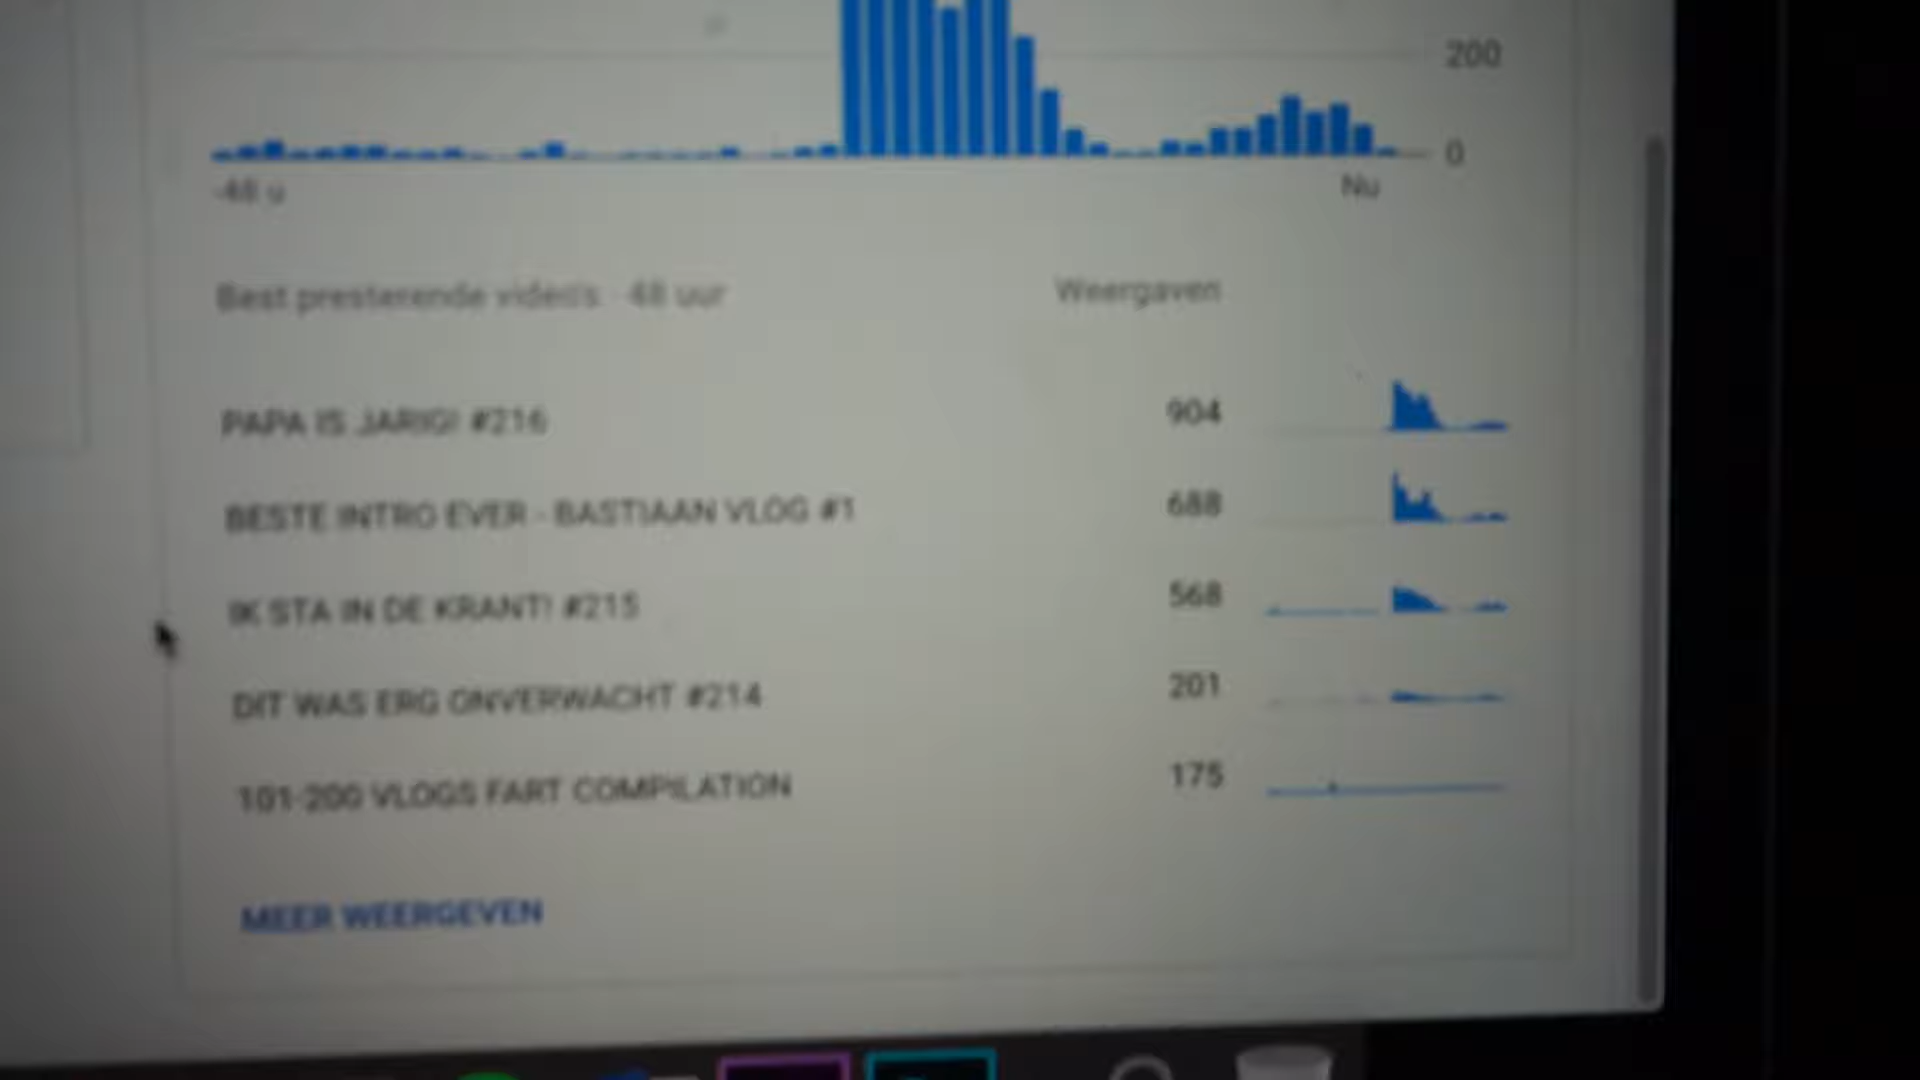 200
0
-48 u
Nu
Best presterende video's · 48 uur
Weergaven
PAPA IS JARIG! #216
904
BESTE INTRO EVER - BASTIAAN VLOG #1
688
IK STA IN DE KRANT! #215
568
DIT WAS ERG ONVERWACHT #214
201
101-200 VLOGS FART COMPILATION
175
MEER WEERGEVEN